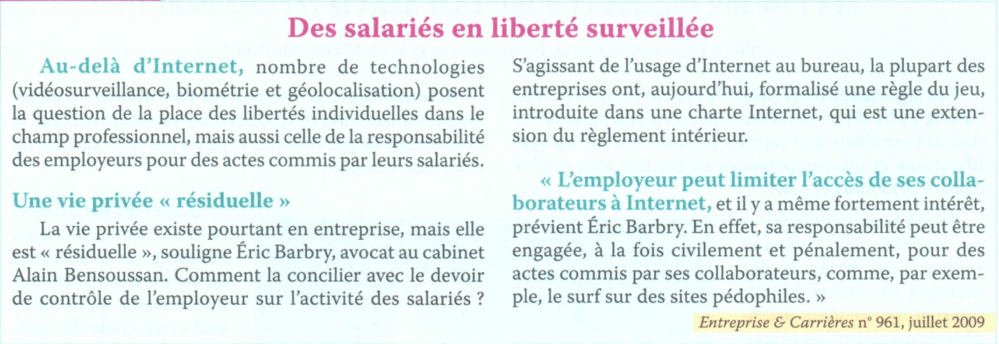 Des salariés en liberté surveillée
Au-delà d'Internet, nombre de technologies
(vidéosurveillance, biométrie et géolocalisation) posent
la question de la place des libertés individuelles dans le
champ professionnel, mais aussi celle de la responsabilité
des employeurs pour des actes commis par leurs salariés.
Une vie privée « résiduelle »
La vie privée existe pourtant en entreprise, mais elle
est « résiduelle », souligne Éric Barbry, avocat au cabinet
Alain Bensoussan. Comment la concilier avec le devoir
de contrôle de l'employeur sur l'activité des salariés ?
S'agissant de l'usage d'Internet au bureau, la plupart des
entreprises ont, aujourd'hui, formalisé une règle du jeu,
introduite dans une charte Internet, qui est une exten-
sion du règlement intérieur.
« L'employeur peut limiter l'accès de ses colla-
borateurs à Internet, et il y a même fortement intérêt,
prévient Éric Barbry. En effet, sa responsabilité peut être
engagée, à la fois civilement et pénalement, pour des
actes commis par ses collaborateurs, comme, par exem-
ple, le surf sur des sites pédophiles. »
Entreprise & Carrières n° 961, juillet 2009